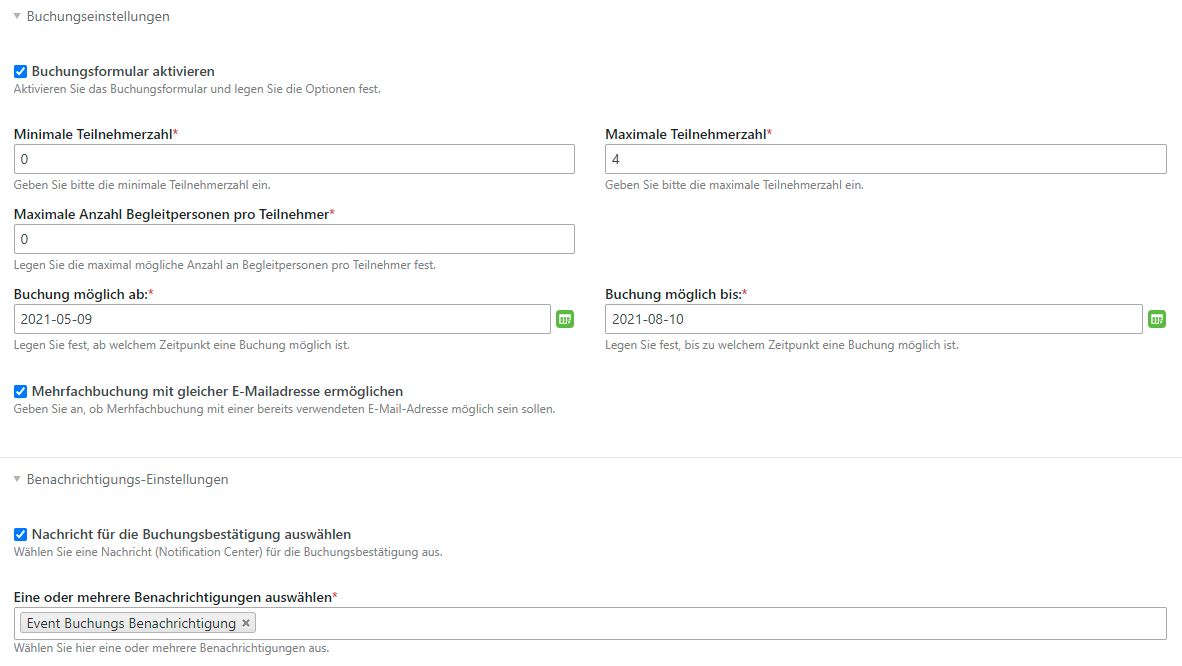 Buchungseinstellungen
Buchungsformular aktivieren
Aktivieren Sie das Buchungsformular und legen Sie die Optionen fest.
Minimale Teilnehmerzahl*
Maximale Teilnehmerzahl*
0
4
Geben Sie bitte die minimale Teilnehmerzahl ein.
Geben Sie bitte die maximale Teilnehmerzahl ein.
Maximale Anzahl Begleitpersonen pro Teilnehmer*
0
Legen Sie die maximal mögliche Anzahl an Begleitpersonen pro Teilnehmer fest.
Buchung möglich ab:*
Buchung möglich bis:*
2021-05-09
2021-08-10
Legen Sie fest, ab welchem Zeitpunkt eine Buchung möglich ist.
Legen Sie fest, bis zu welchem Zeitpunkt eine Buchung möglich ist.
Mehrfachbuchung mit gleicher E-Mailadresse ermöglichen
Geben Sie an, ob Merhfachbuchung mit einer bereits verwendeten E-Mail-Adresse möglich sein sollen.
Benachrichtigungs-Einstellungen
Nachricht für die Buchungsbestätigung auswählen
Wählen Sie eine Nachricht (Notification Center) für die Buchungsbestätigung aus.
Eine oder mehrere Benachrichtigungen auswählen*
Event Buchungs Benachrichtigung ×
Wählen Sie hier eine oder mehrere Benachrichtigungen aus.